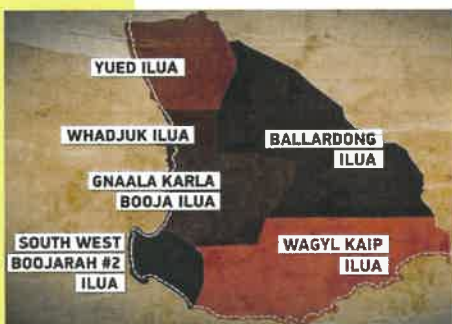 YUED ILUA
WHADJUK ILUA
BALLARDONG
ILUA
GNAALA KARLA
BOOJA ILUA
SOUTH WEST
BOOJARAH #2
ILUA
WAGYL KAIP
ILUA